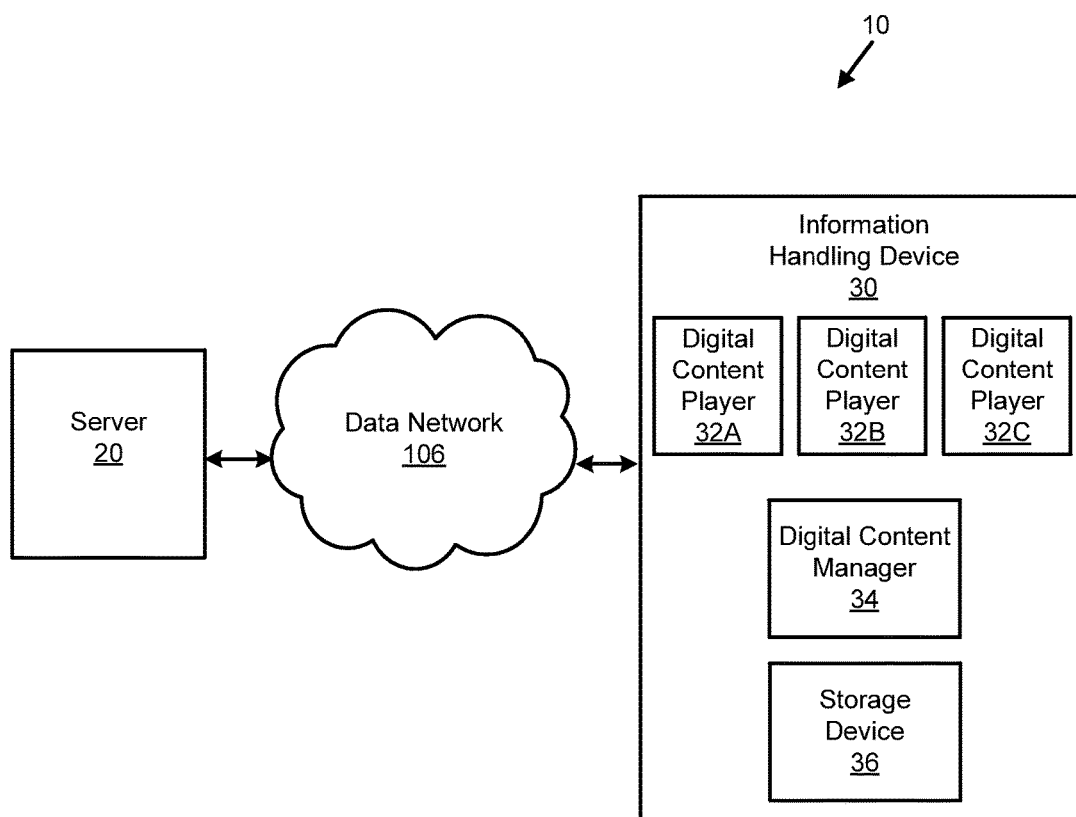 10
Information
Handling Device
30
Digital
Content
Player
32A
Digital
Content
Player
32B
Digital
Content
Player
32C
Server
20
Data Network
106
Digital Content
Manager
34
Storage
Device
36